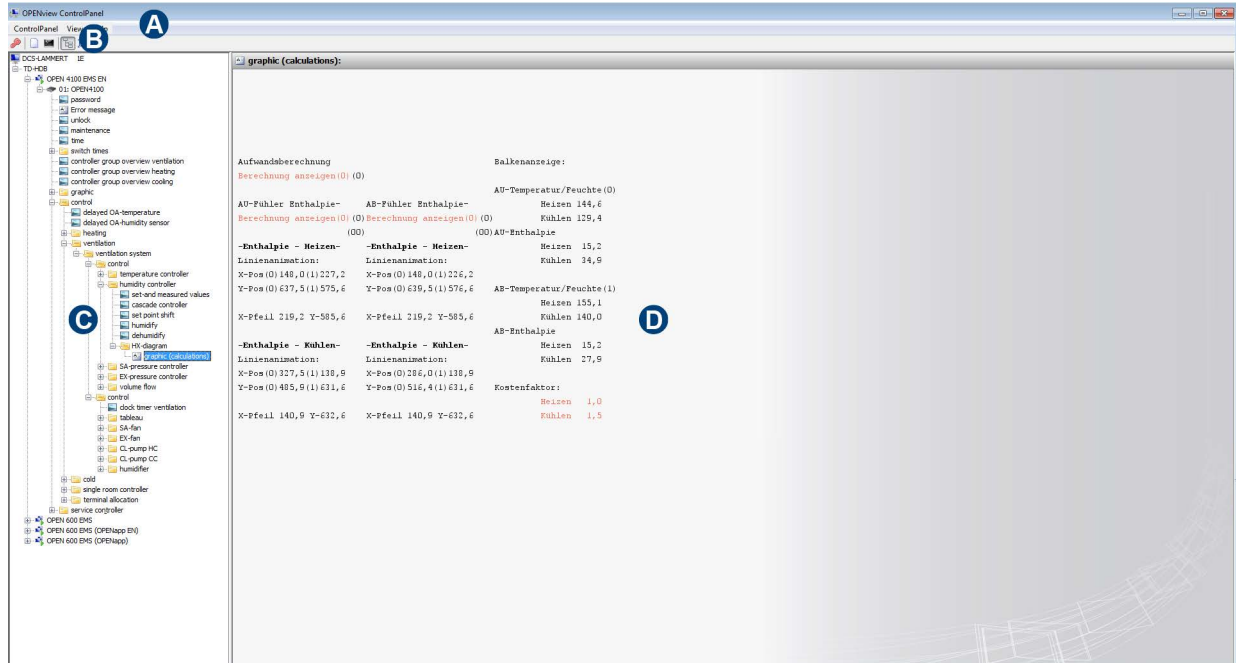 OPENview ControlPanel
ControlPanel View
A
B
DCS-LAMMERT IE
TD-HDB
OPEN 4100 EMS EN
01: OPEN4100
password
Error message
unlock
maintenance
time
switch times
controller group overview ventilation
controller group overview heating
controller group overview cooling
graphic
control
delayed OA-temperature
delayed OA-humidity sensor
heating
ventilation
ventilation system
control
temperature controller
humidity controller
set-and measured values
cascade controller
set point shift
humidify
dehumidify
HX-diagram
graphic (calculations)
SA-pressure controller
EX-pressure controller
volume flow
control
clock timer ventilation
tableau
SA-fan
EX-fan
CL-pump HC
CL-pump CC
humidifier
cold
single room controller
terminal allocation
service controller
OPEN 600 EMS
OPEN 600 EMS (OPENapp EN)
OPEN 600 EMS (OPENapp)
C
graphic (calculations):
Aufwandsberechnung Balkenanzeige:
Berechnung anzeigen(0)(0)
AU-Temperatur/Feuchte(0)
AU-Fühler Enthalpie- AB-Fühler Enthalpie- Heizen 144,6
Berechnung anzeigen(0)(0)Berechnung anzeigen(0)(0) Kühlen 129,4
(00) (00)AU-Enthalpie
-Enthalpie - Heizen- -Enthalpie - Heizen- Heizen 15,2
Linienanimation: Linienanimation: Kühlen 34,9
X-Pos(0)148,0(1)227,2 X-Pos(0)148,0(1)226,2
Y-Pos(0)637,5(1)575,6 Y-Pos(0)639,5(1)576,6 AB-Temperatur/Feuchte(1)
Heizen 155,1
X-Pfeil 219,2 Y-585,6 X-Pfeil 219,2 Y-585,6 Kühlen 140,0
AB-Enthalpie
-Enthalpie - Kühlen- -Enthalpie - Kühlen- Heizen 15,2
Linienanimation: Linienanimation: Kühlen 27,9
X-Pos(0)327,5(1)138,9 X-Pos(0)286,0(1)138,9
Y-Pos(0)485,9(1)631,6 Y-Pos(0)516,4(1)631,6 Kostenfaktor:
Heizen 1,0
X-Pfeil 140,9 Y-632,6 X-Pfeil 140,9 Y-632,6 Kühlen 1,5
D